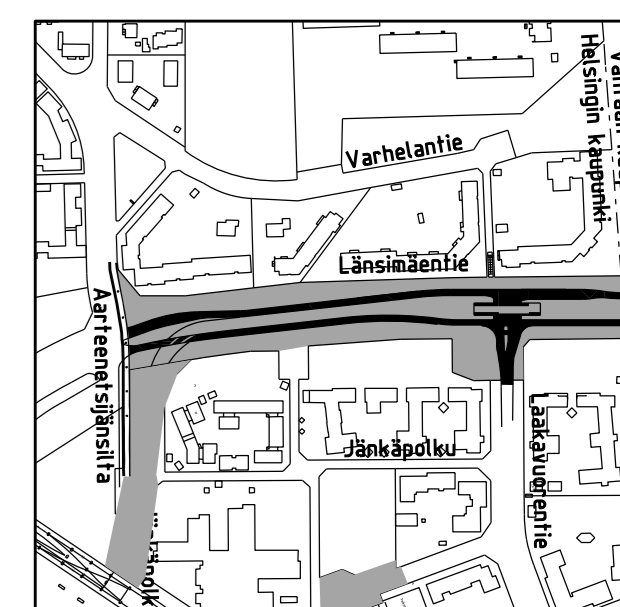 Helsingin kaupunki
Varhelantie
Länsimäentie
Aarteenetsijänsilta
Jänkäpolku
Laakavuorentie